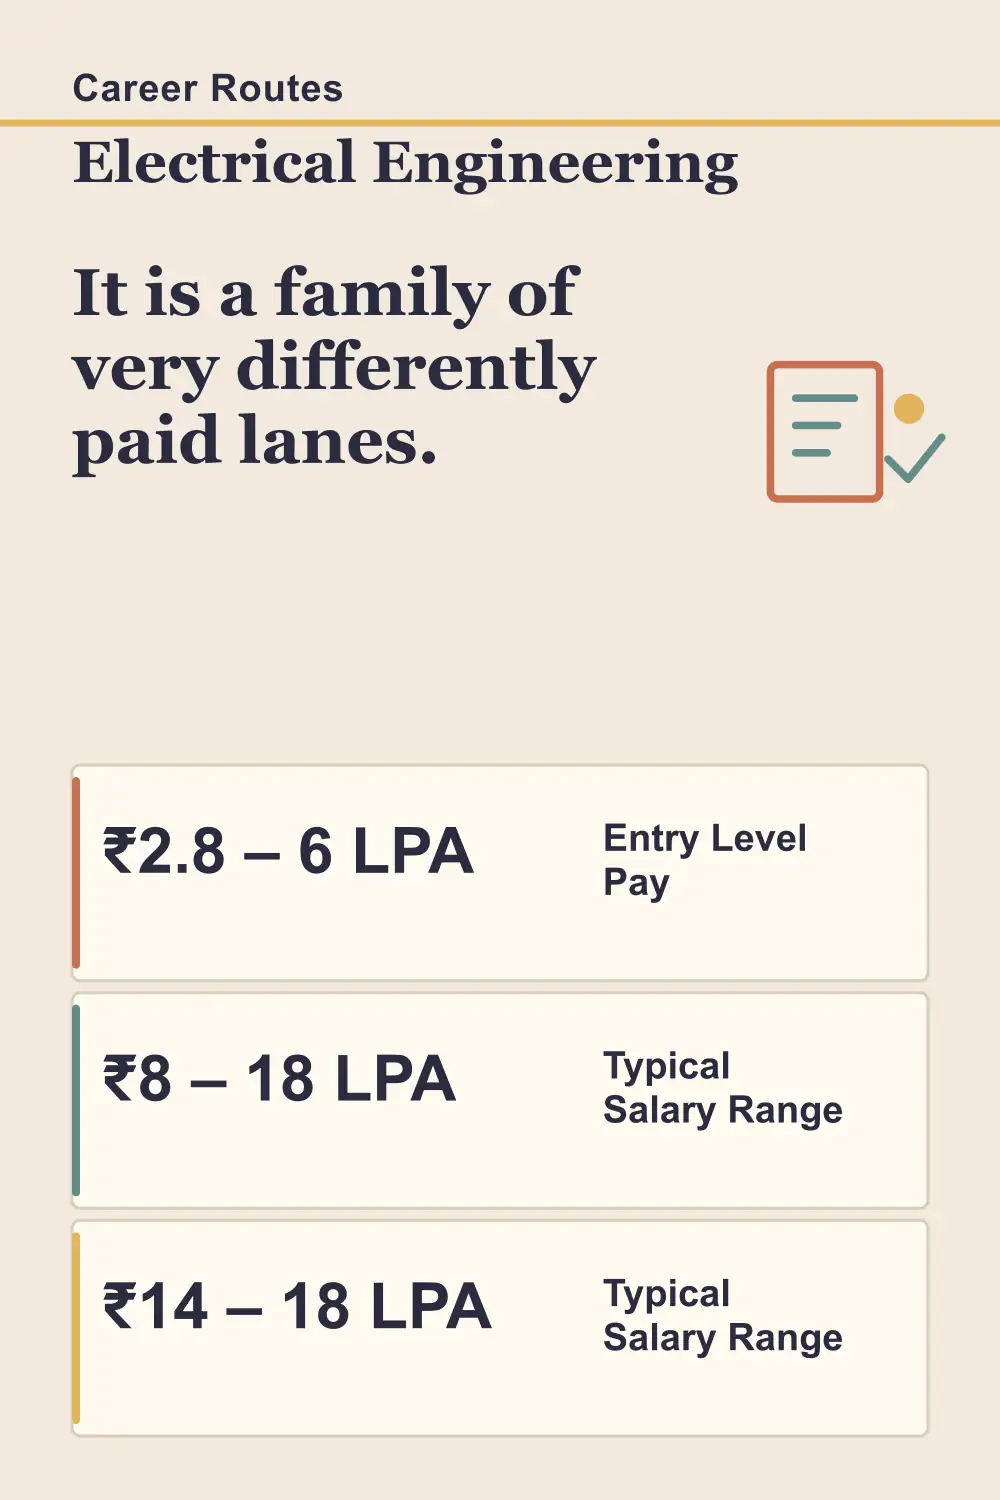 Career Routes
Electrical Engineering
It is a family of
very differently
paid lanes.
₹2.8 – 6 LPA
Entry Level
Pay
₹8 – 18 LPA
Typical
Salary Range
₹14 – 18 LPA
Typical
Salary Range